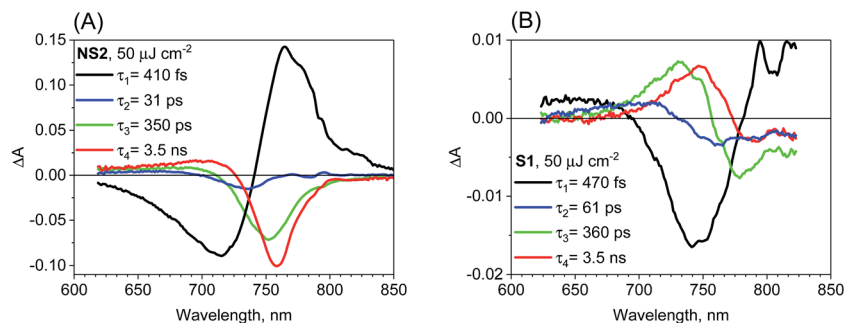 (A)
NS2, 50 μJ cm⁻²
τ₁= 410 fs
τ₂= 31 ps
τ₃= 350 ps
τ₄= 3.5 ns
0.15
0.10
0.05
0.00
-0.05
-0.10
ΔA
600 650 700 750 800 850
Wavelength, nm
(B)
0.01
0.00
-0.01
-0.02
ΔA
S1, 50 μJ cm⁻²
τ₁= 470 fs
τ₂= 61 ps
τ₃= 360 ps
τ₄= 3.5 ns
600 650 700 750 800 850
Wavelength, nm